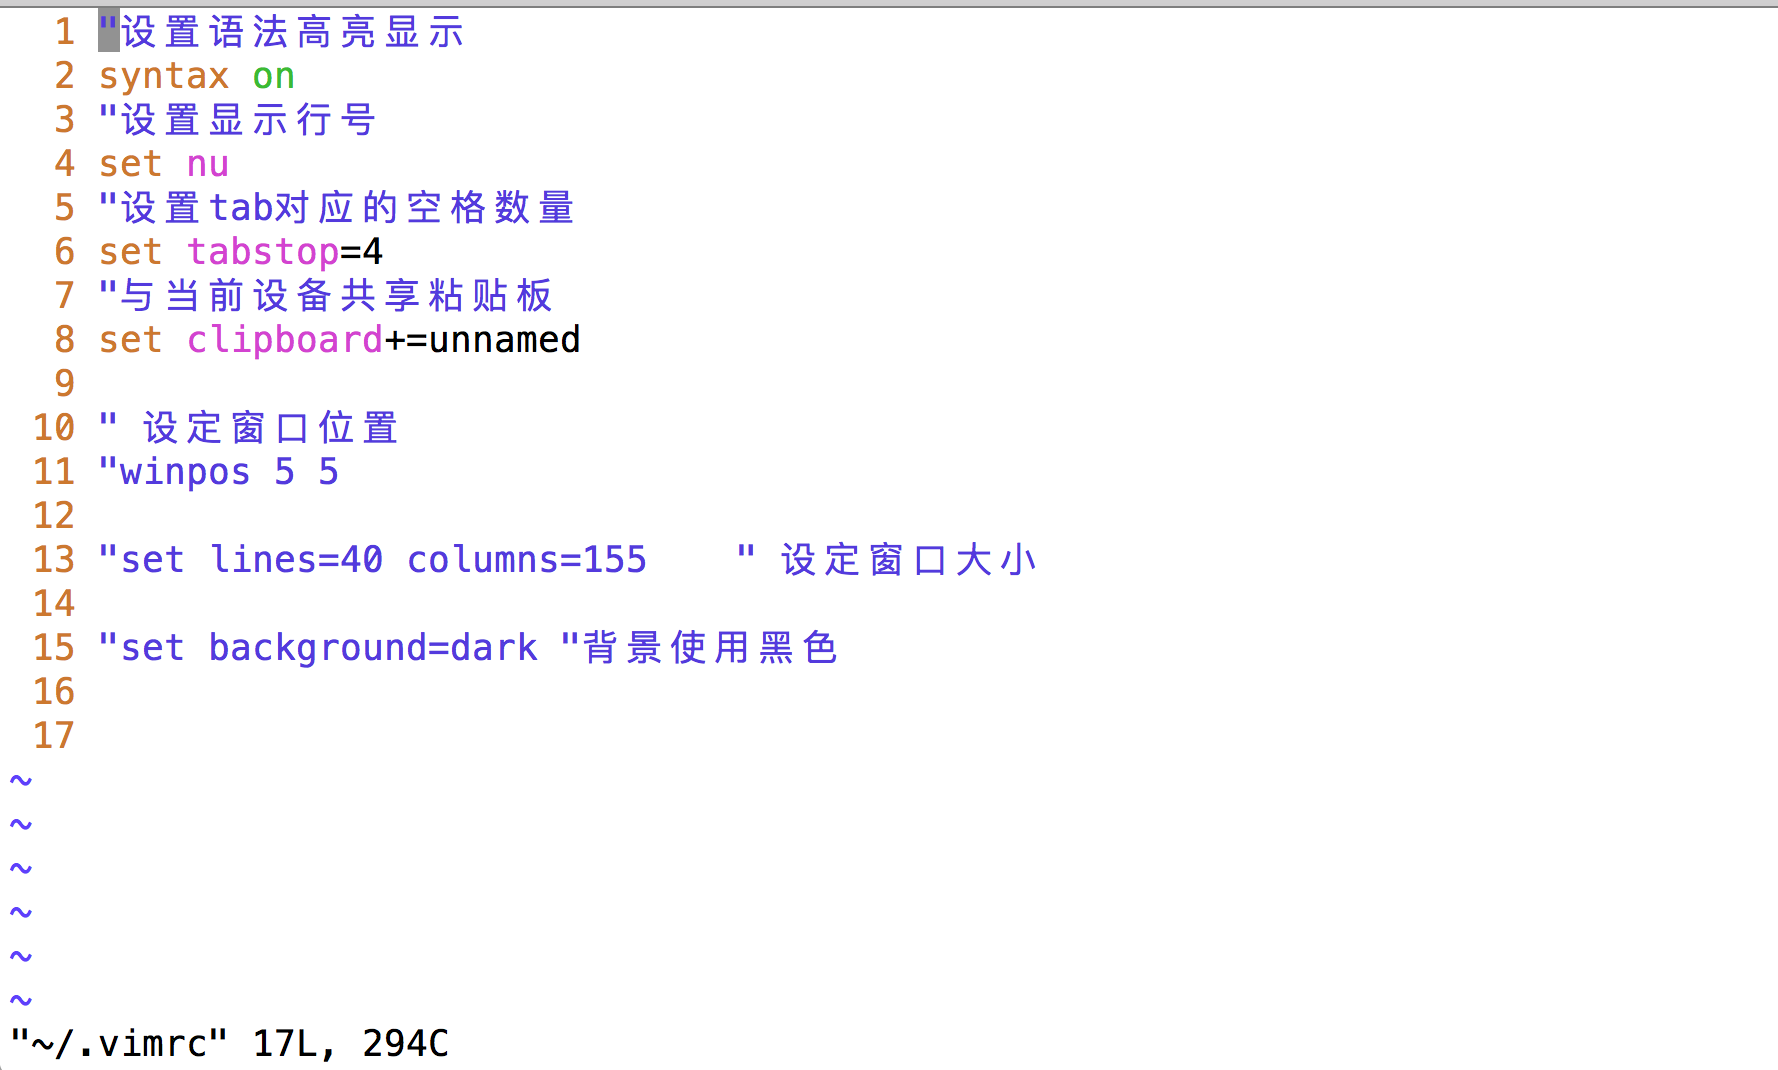 1 "设置语法高亮显示
2 syntax on
3 "设置显示行号
4 set nu
5 "设置tab对应的空格数量
6 set tabstop=4
7 "与当前设备共享粘贴板
8 set clipboard+=unnamed
9
10 " 设定窗口位置
11 "winpos 5 5
12
13 "set lines=40 columns=155    " 设定窗口大小
14
15 "set background=dark "背景使用黑色
16
17
~
~
~
~
~
~
"~/.vimrc" 17L, 294C